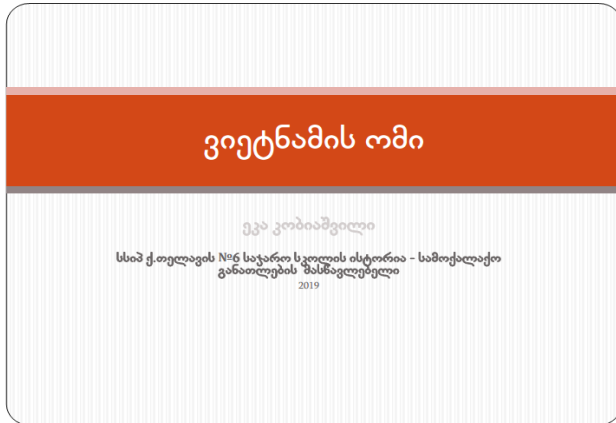 ვიეტნამის ომი
ეკა კობიაშვილი
სსიპ ქ.თელავის №6 საჯარო სკოლის ისტორია - სამოქალაქო
განათლების მასწავლებელი
2019